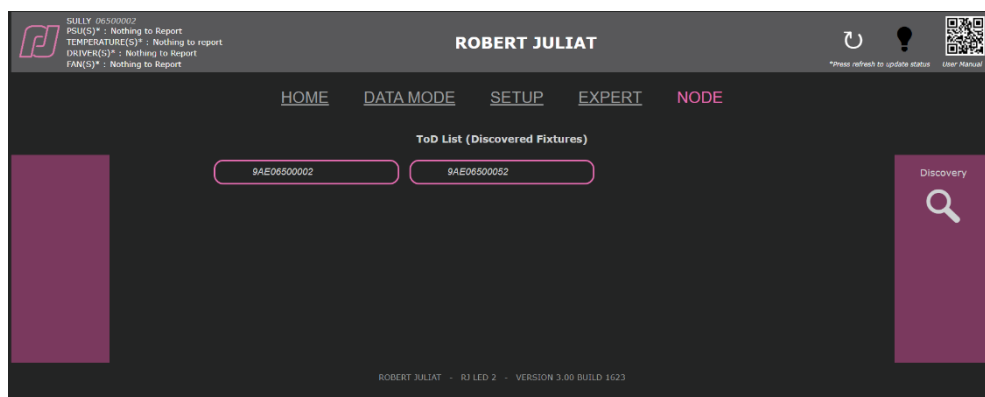 SULLY 06500002
PSU(S)* : Nothing to Report
TEMPERATURE(S)* : Nothing to report
DRIVER(S)* : Nothing to Report
FAN(S)* : Nothing to Report
ROBERT JULIAT
*Press refresh to update status
User Manual
HOME DATA MODE SETUP EXPERT NODE
ToD List (Discovered Fixtures)
9AE06500002 9AE06500052
Discovery
ROBERT JULIAT - RJ LED 2 - VERSION 3.00 BUILD 1623